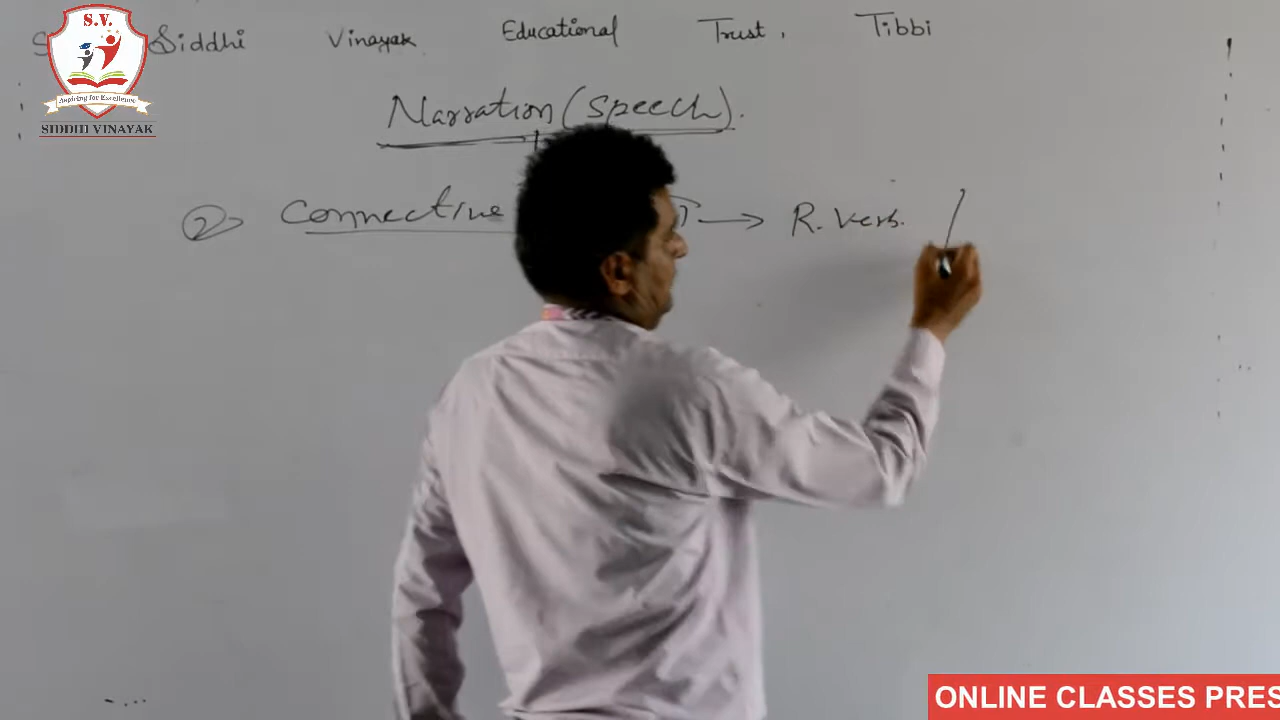 S Siddhi Vinayak Educational Trust, Tibbi
S.V.
Aspiring for Excellence
SIDDHI VINAYAK
Narration (Speech).
② Connective → R. Verb. /
ONLINE CLASSES PRES